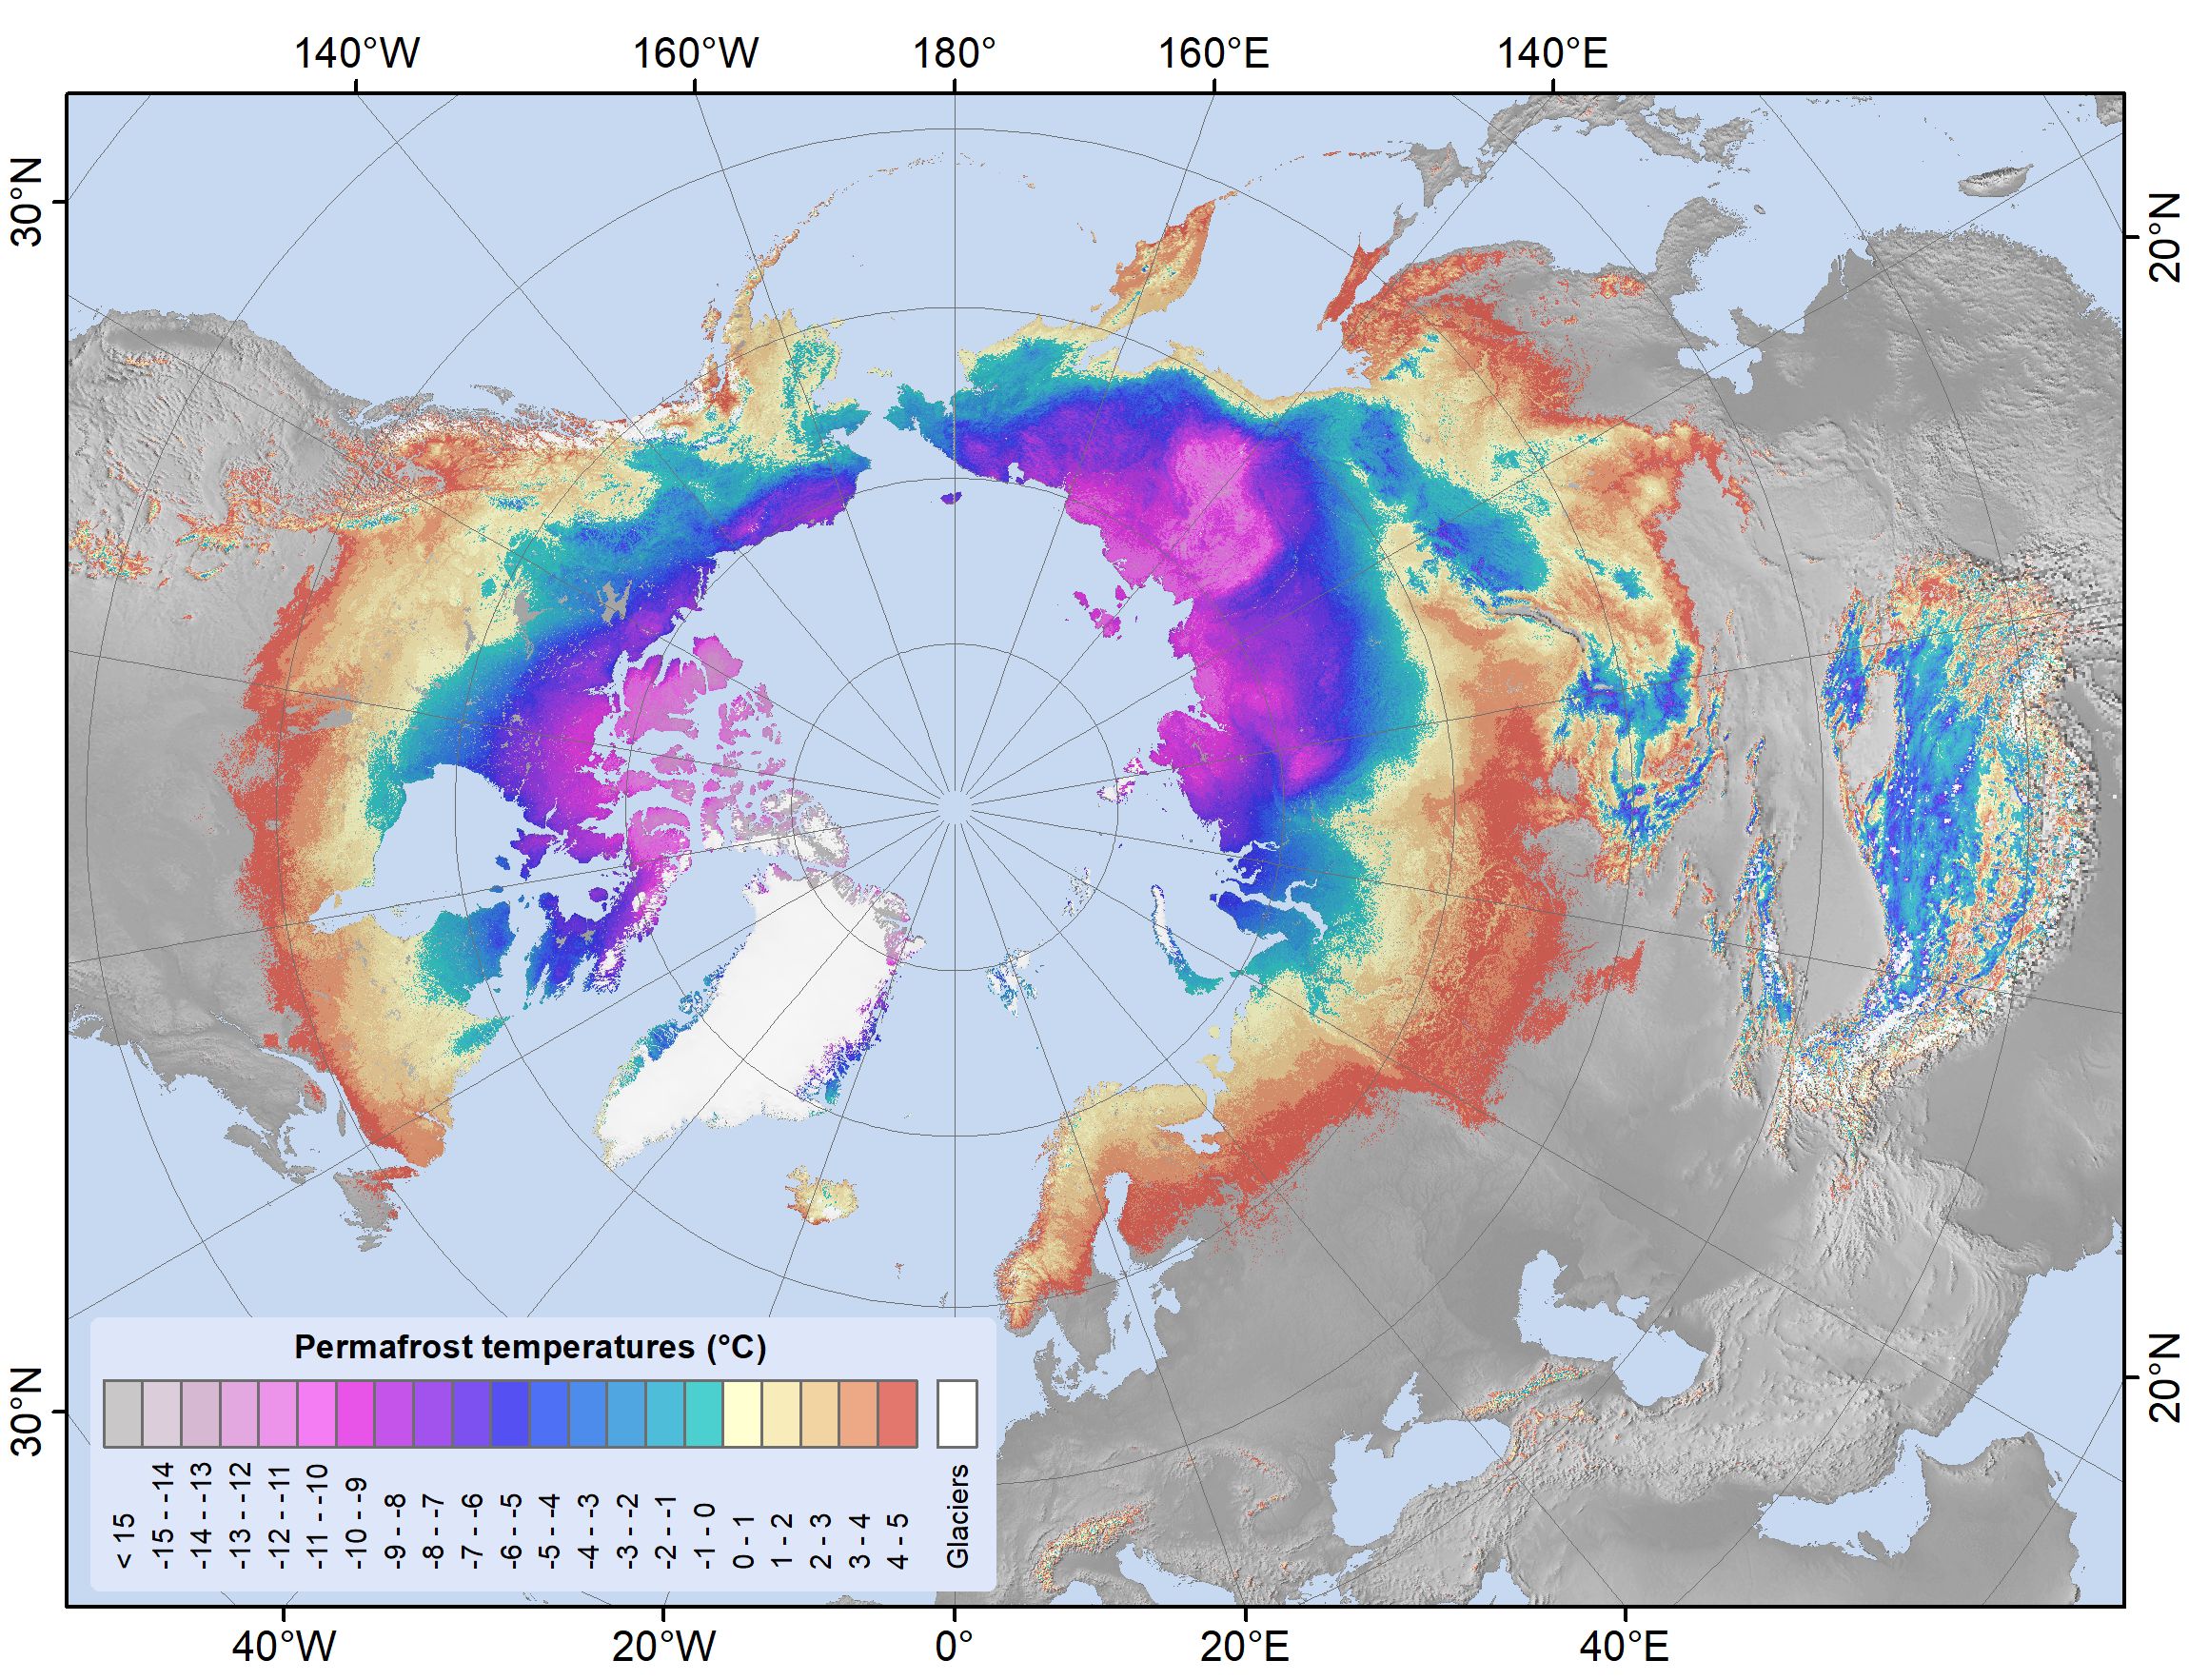 140°W 160°W 180° 160°E 140°E
30°N
20°N
30°N
20°N
Permafrost temperatures (°C)
< 15
-15 - -14
-14 - -13
-13 - -12
-12 - -11
-11 - -10
-10 - -9
-9 - -8
-8 - -7
-7 - -6
-6 - -5
-5 - -4
-4 - -3
-3 - -2
-2 - -1
-1 - 0
0 - 1
1 - 2
2 - 3
3 - 4
4 - 5
Glaciers
40°W 20°W 0° 20°E 40°E